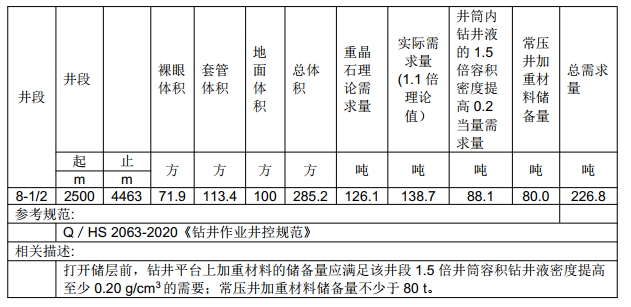 井段 井段 裸眼体积 套管体积 地面体积 总体积 重晶石理论需求量 实际需求量(1.1 倍理论值) 井筒内钻井液的 1.5 倍容积密度提高 0.2 当量需求量 常压井加重材料储备量 总需求量
起 止 方 方 方 方 吨 吨 吨 吨 吨
m m
8-1/2 2500 4463 71.9 113.4 100 285.2 126.1 138.7 88.1 80.0 226.8
参考规范:
Q / HS 2063-2020《钻井作业井控规范》
相关描述:
打开储层前，钻井平台上加重材料的储备量应满足该井段 1.5 倍井筒容积钻井液密度提高
至少 0.20 g/cm³ 的需要；常压井加重材料储备量不少于 80 t。